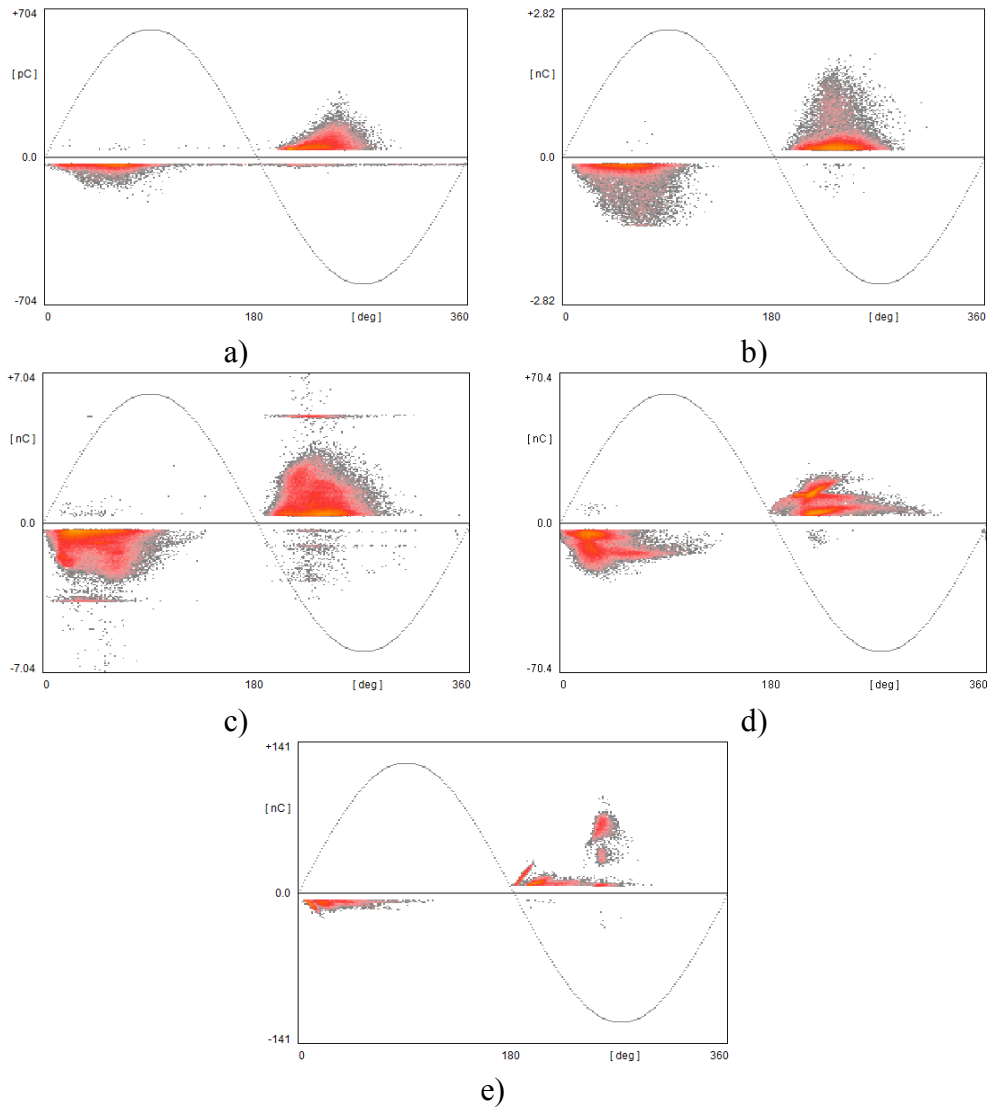 +704
[ pC ]
0.0
-704
0 180 [ deg ] 360
a)
+2.82
[ nC ]
0.0
-2.82
0 180 [ deg ] 360
b)
+7.04
[ nC ]
0.0
-7.04
0 180 [ deg ] 360
c)
+70.4
[ nC ]
0.0
-70.4
0 180 [ deg ] 360
d)
+141
[ nC ]
0.0
-141
0 180 [ deg ] 360
e)